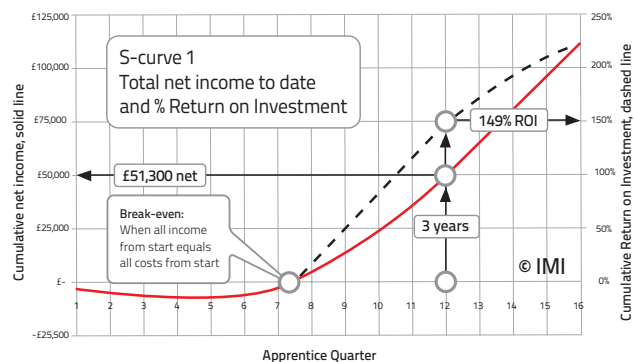 £125,000
£100,000
£75,000
£50,000
£25,000
£-
-£25,500
Cumulative net income, solid line
S-curve 1
Total net income to date
and % Return on Investment
£51,300 net
149% ROI
3 years
Break-even:
When all income
from start equals
all costs from start
© IMI
1 2 3 4 5 6 7 8 9 10 11 12 13 14 15 16
Apprentice Quarter
250%
200%
150%
100%
50%
0%
Cumulative Return on Investment, dashed line